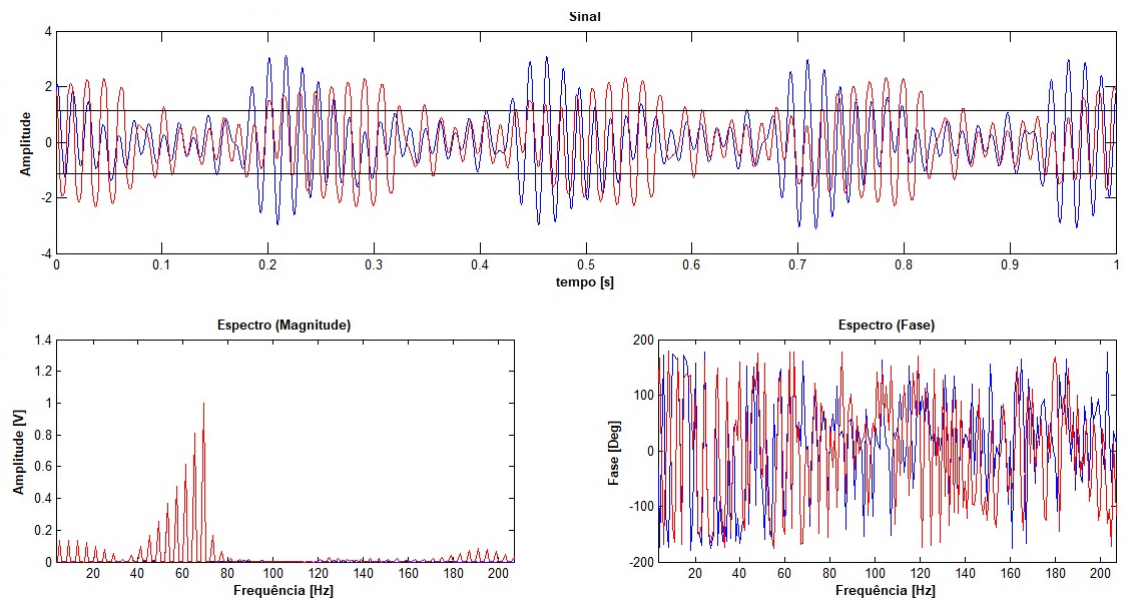 Sinal
Amplitude
4
2
0
-2
-4
0 0.1 0.2 0.3 0.4 0.5 0.6 0.7 0.8 0.9 1
tempo [s]
Espectro (Magnitude)
Amplitude [V]
1.4
1.2
1
0.8
0.6
0.4
0.2
0
20 40 60 80 100 120 140 160 180 200
Frequência [Hz]
Espectro (Fase)
Fase [Deg]
200
100
0
-100
-200
20 40 60 80 100 120 140 160 180 200
Frequência [Hz]